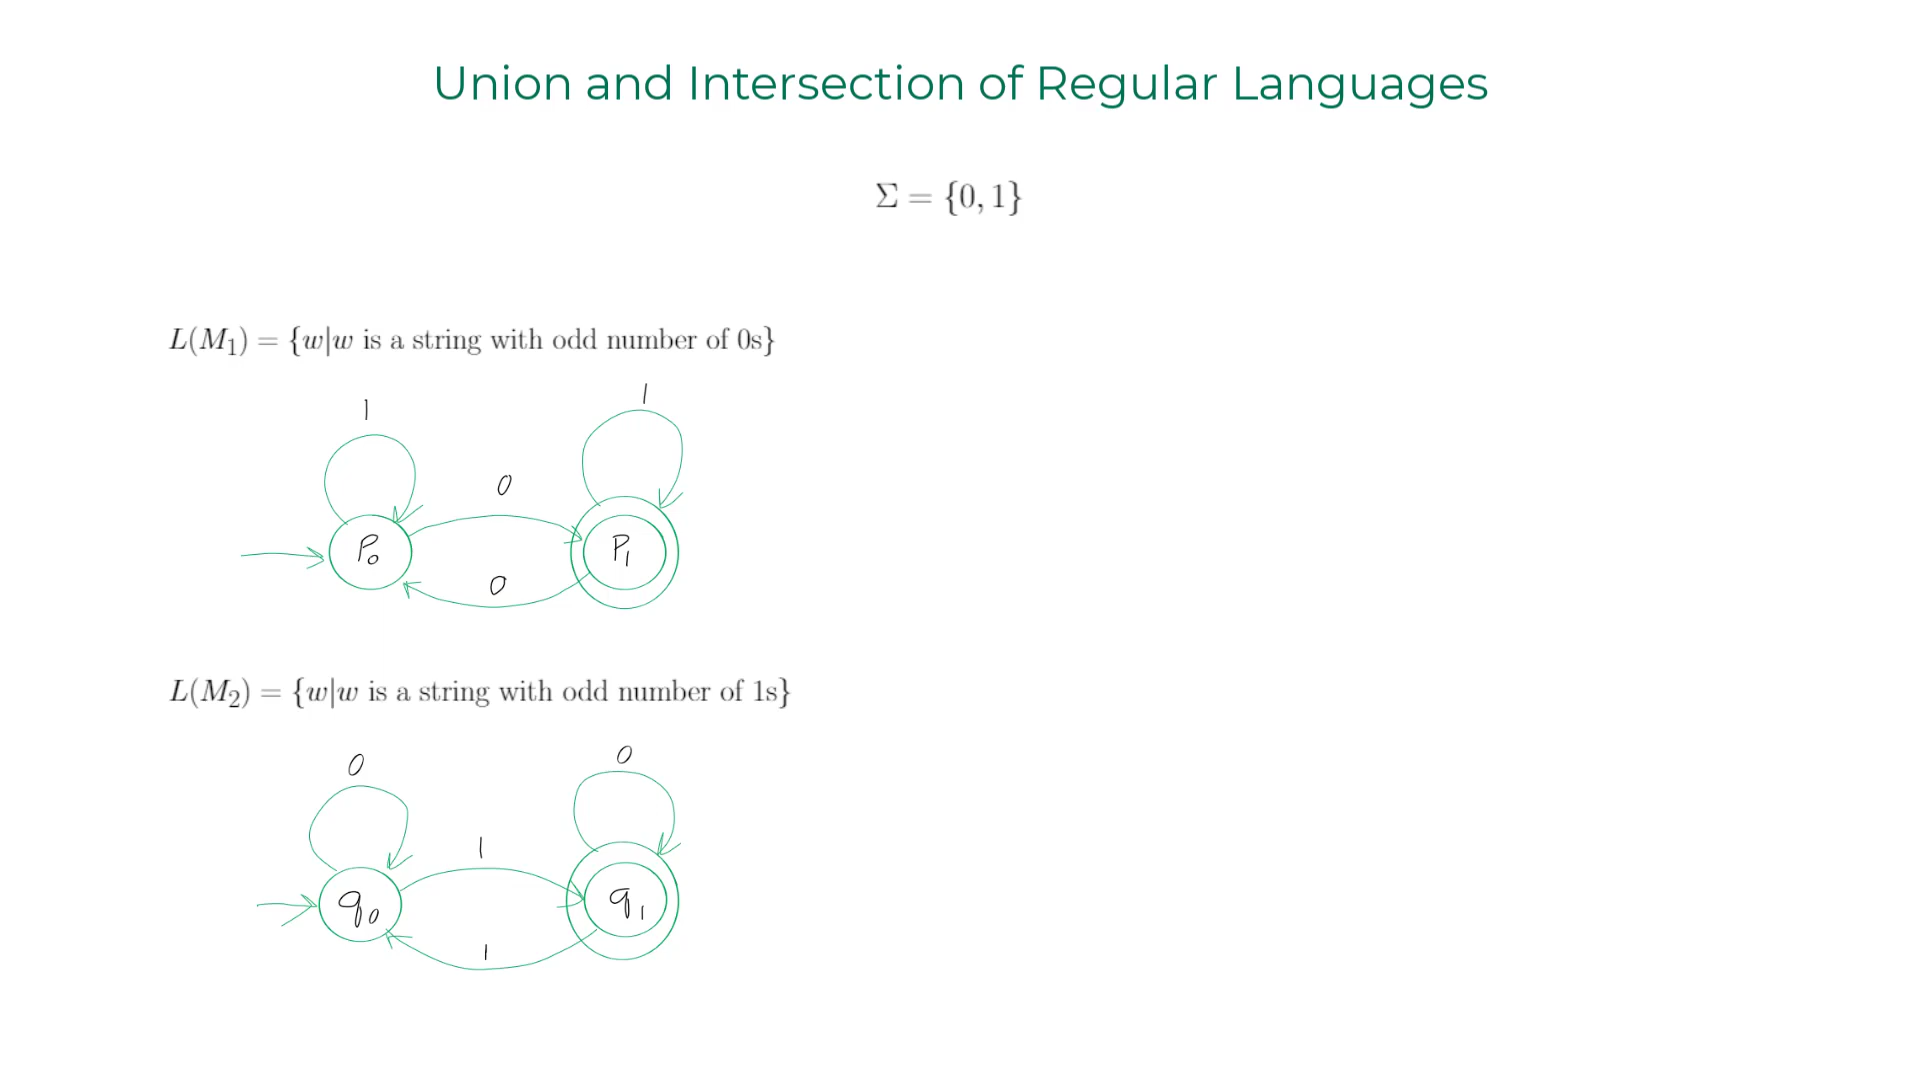 Union and Intersection of Regular Languages
Σ = {0, 1}
L(M₁) = {w|w is a string with odd number of 0s}
1
1
0
P₀
P₁
0
L(M₂) = {w|w is a string with odd number of 1s}
0
0
1
q₀
q₁
1